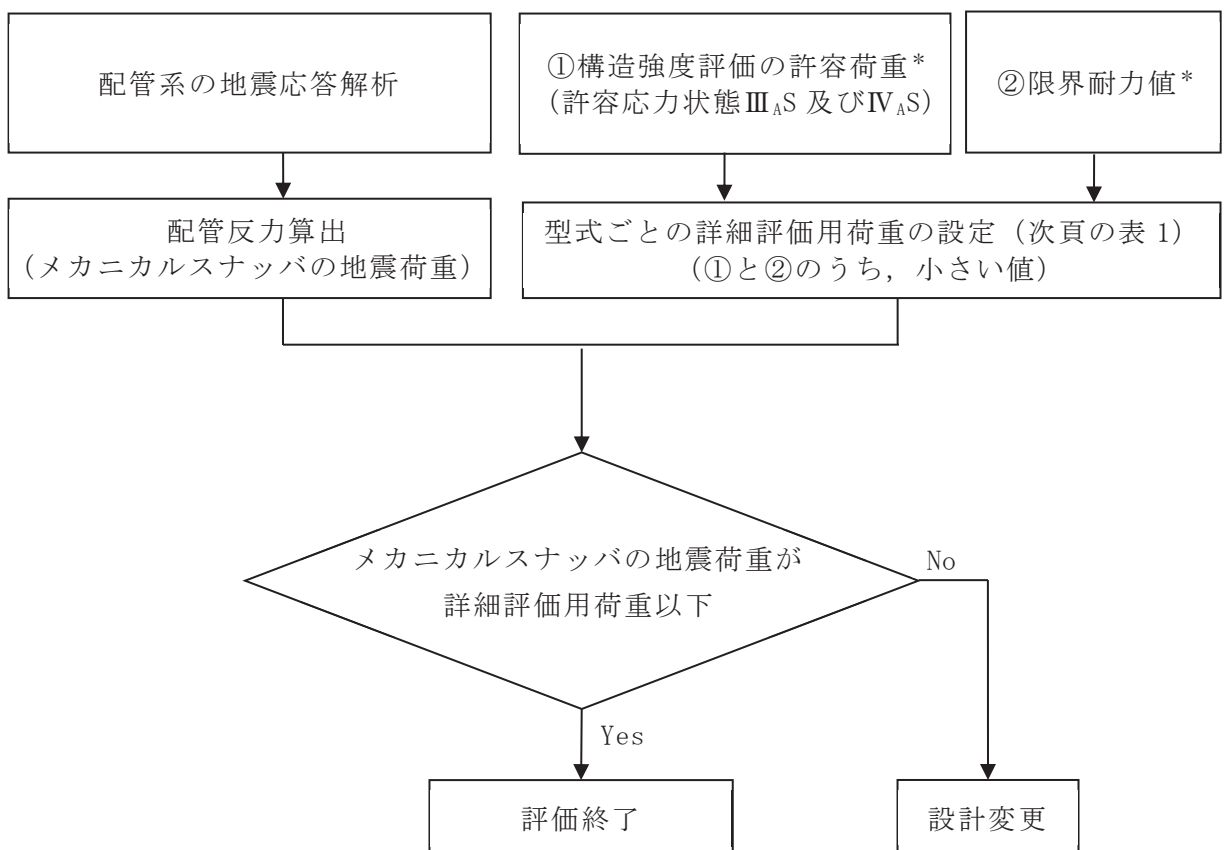 配管系の地震応答解析
①構造強度評価の許容荷重*
(許容応力状態ⅢAS 及びⅣAS)
②限界耐力値*
配管反力算出
(メカニカルスナッバの地震荷重)
型式ごとの詳細評価用荷重の設定（次頁の表 1）
(①と②のうち，小さい値)
メカニカルスナッバの地震荷重が
詳細評価用荷重以下
No
Yes
評価終了
設計変更